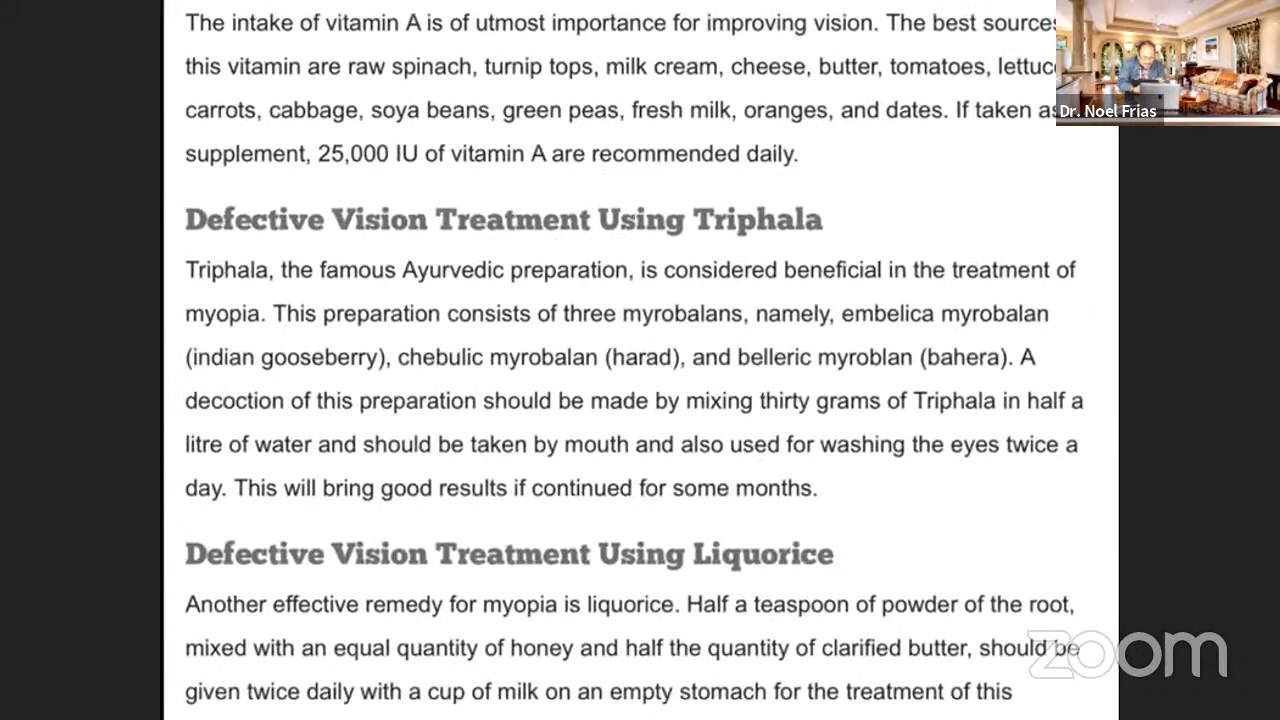 The intake of vitamin A is of utmost importance for improving vision. The best sources
this vitamin are raw spinach, turnip tops, milk cream, cheese, butter, tomatoes,
carrots, cabbage, soya beans, green peas, fresh milk, oranges, and dates. If taken
supplement, 25,000 IU of vitamin A are recommended daily.
Dr. Noel Frias
Defective Vision Treatment Using Triphala
Triphala, the famous Ayurvedic preparation, is considered beneficial in the treatment of
myopia. This preparation consists of three myrobalans, namely, embelica myrobalan
(indian gooseberry), chebulic myrobalan (harad), and belleric myroblan (bahera). A
decoction of this preparation should be made by mixing thirty grams of Triphala in half a
litre of water and should be taken by mouth and also used for washing the eyes twice a
day. This will bring good results if continued for some months.
Defective Vision Treatment Using Liquorice
Another effective remedy for myopia is liquorice. Half a teaspoon of powder of the root,
mixed with an equal quantity of honey and half the quantity of clarified butter, should be
given twice daily with a cup of milk on an empty stomach for the treatment of this
zoom